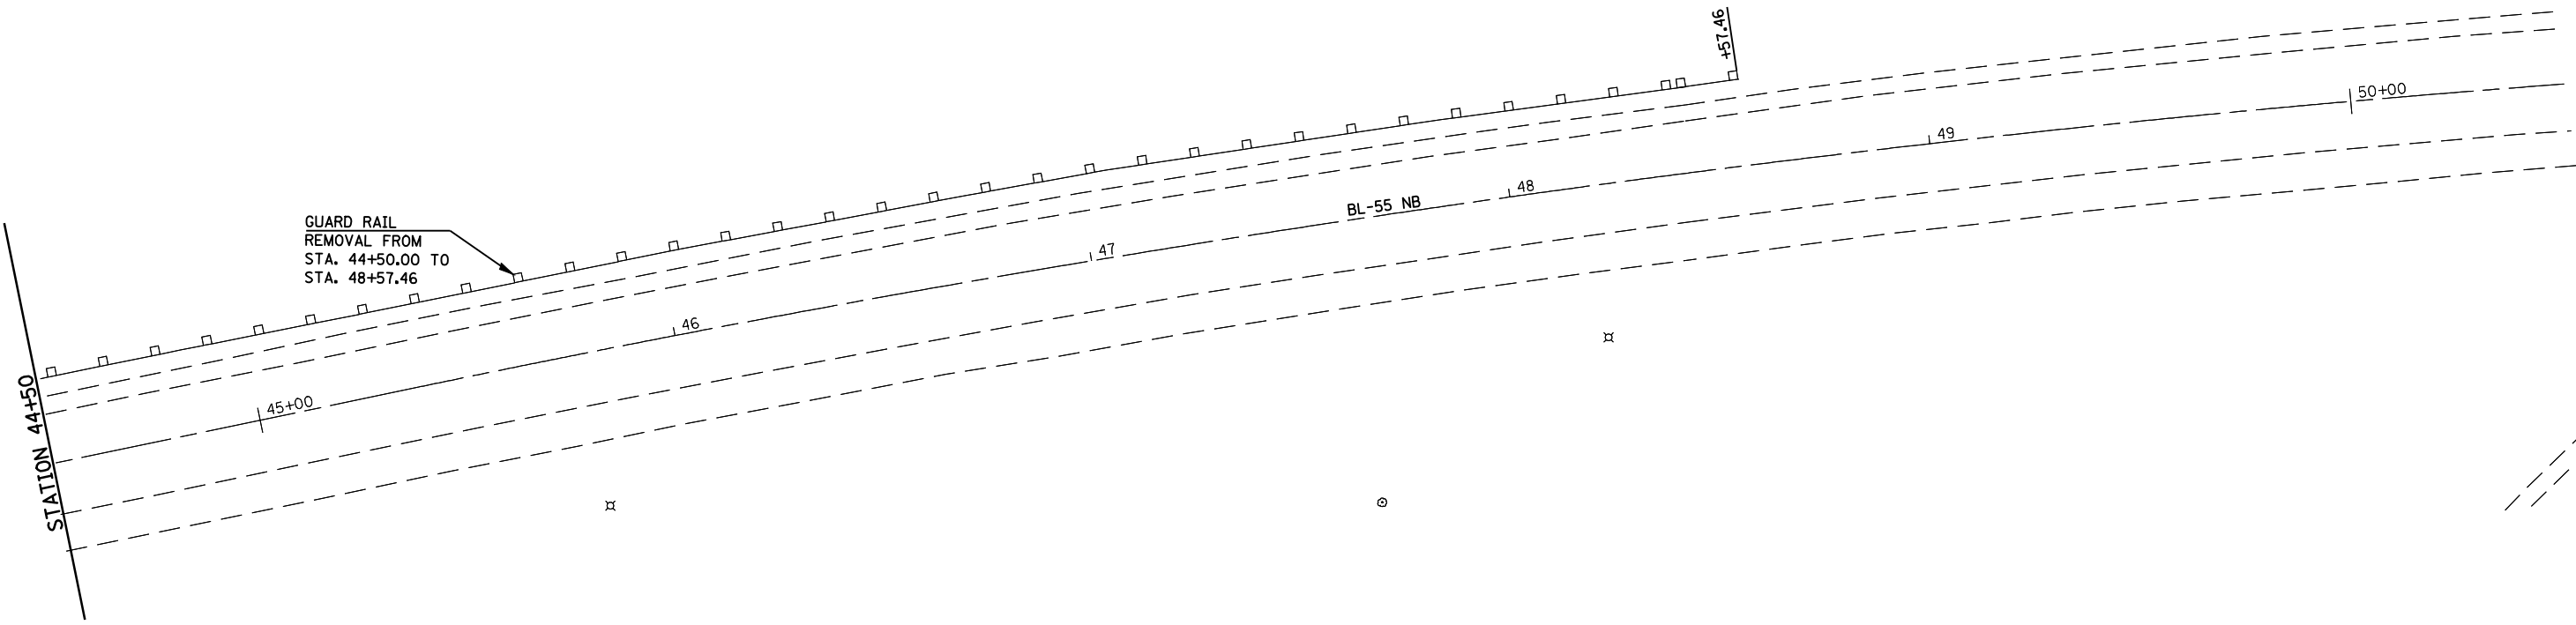 +57.46
50+00
49
48
BL-55 NB
GUARD RAIL
REMOVAL FROM
STA. 44+50.00 TO
STA. 48+57.46
47
46
45+00
STATION 44+50